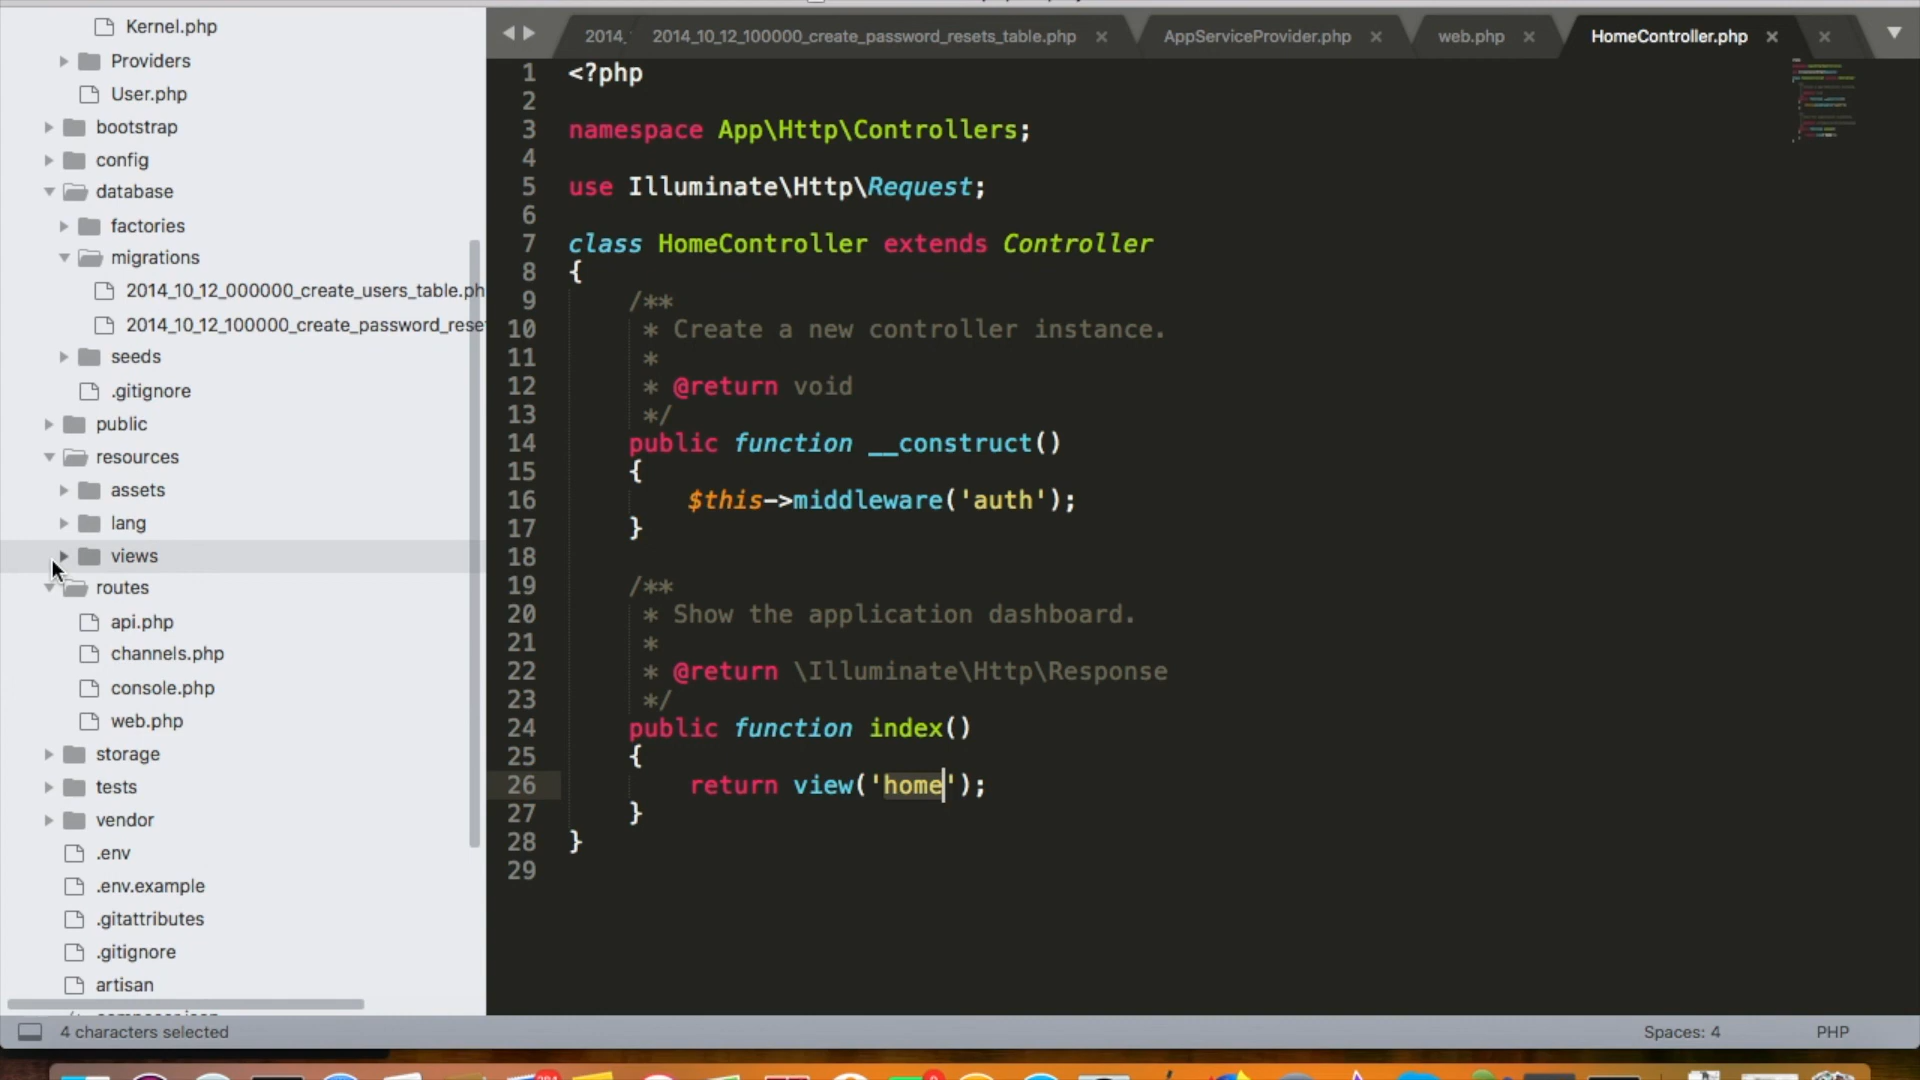 Kernel.php
Providers
User.php
bootstrap
config
database
factories
migrations
2014_10_12_000000_create_users_table.ph
2014_10_12_100000_create_password_rese
seeds
.gitignore
public
resources
assets
lang
views
routes
api.php
channels.php
console.php
web.php
storage
tests
vendor
.env
.env.example
.gitattributes
.gitignore
artisan
2014_ 2014_10_12_100000_create_password_resets_table.php × AppServiceProvider.php × web.php × HomeController.php × ×
1 <?php
2
3 namespace App\Http\Controllers;
4
5 use Illuminate\Http\Request;
6
7 class HomeController extends Controller
8 {
9 /**
10 * Create a new controller instance.
11 *
12 * @return void
13 */
14 public function __construct()
15 {
16 $this->middleware('auth');
17 }
18
19 /**
20 * Show the application dashboard.
21 *
22 * @return \Illuminate\Http\Response
23 */
24 public function index()
25 {
26 return view('home');
27 }
28 }
29
4 characters selected Spaces: 4 PHP